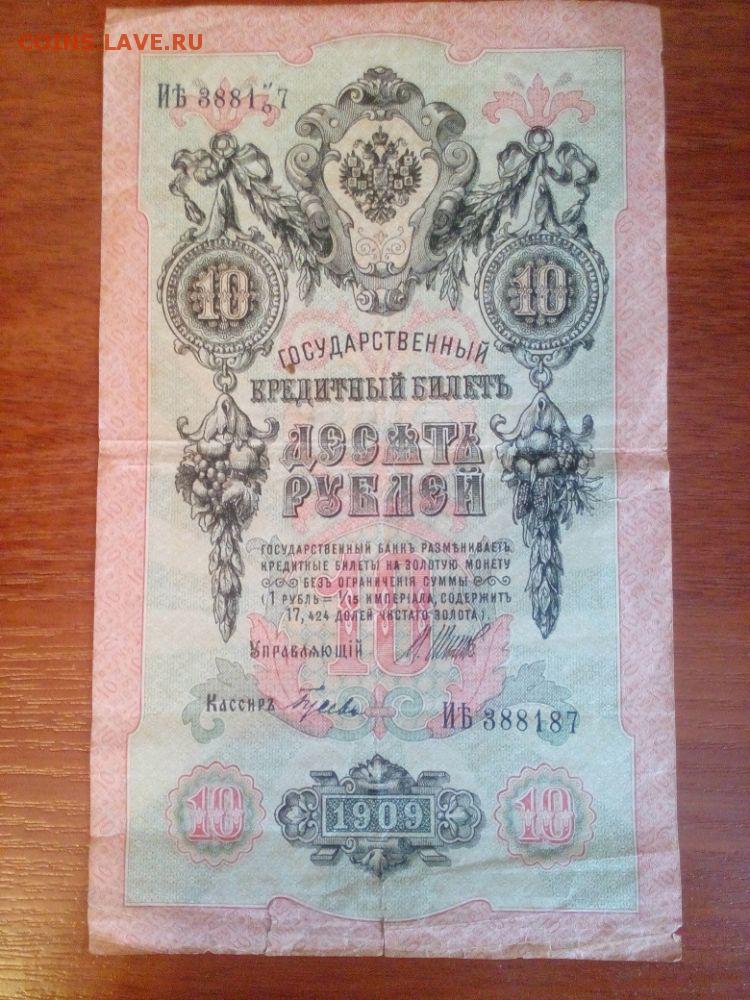 COINS.LAVE.RU
ИѢ 388187
10 10
ГОСУДАРСТВЕННЫЙ
КРЕДИТНЫЙ БИЛЕТЪ
ДЕСЯТЬ
РУБЛЕЙ
ГОСУДАРСТВЕННЫЙ БАНКЪ РАЗМѢНИВАЕТЪ
КРЕДИТНЫЕ БИЛЕТЫ НА ЗОЛОТУЮ МОНЕТУ
БЕЗЪ ОГРАНИЧЕНІЯ СУММЫ
(1 РУБЛЬ = 1/15 ИМПЕРІАЛА, СОДЕРЖИТЪ
17,424 ДОЛЕЙ ЧИСТАГО ЗОЛОТА).
10
УПРАВЛЯЮЩІЙ
КАССИРЪ
ИѢ 388187
10 1909 10